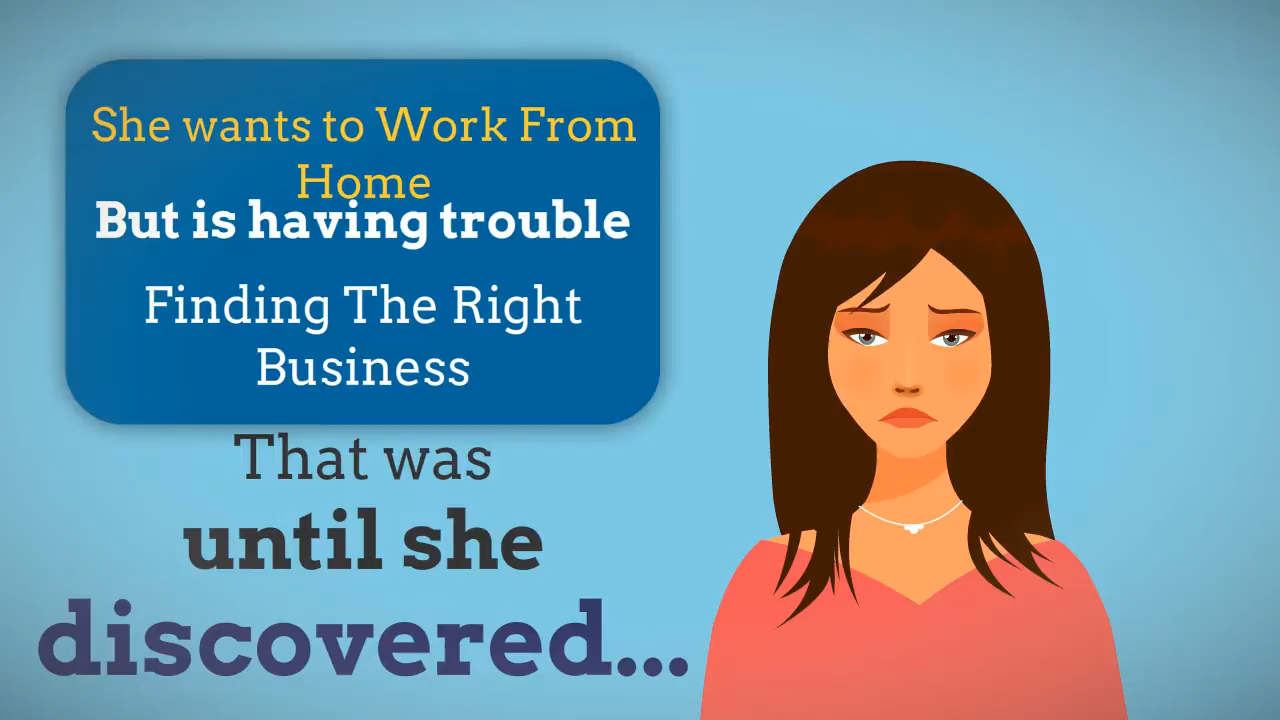 She wants to Work From
Home
But is having trouble
Finding The Right
Business
That was
until she
discovered...